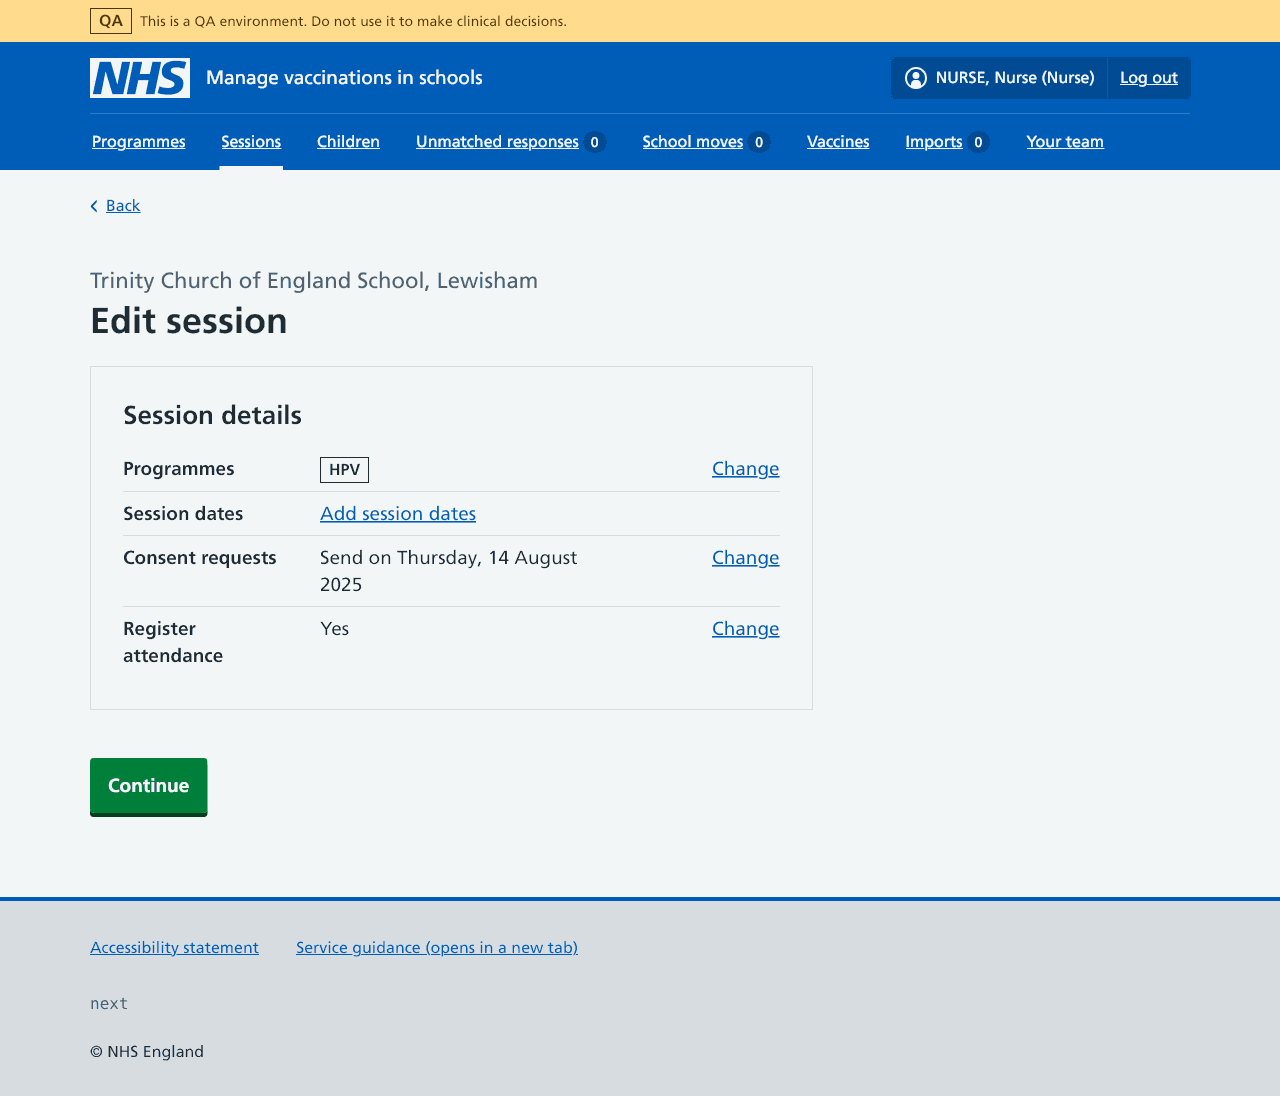 QA This is a QA environment. Do not use it to make clinical decisions.
NHS Manage vaccinations in schools NURSE, Nurse (Nurse) Log out
Programmes Sessions Children Unmatched responses 0 School moves 0 Vaccines Imports 0 Your team
Back
Trinity Church of England School, Lewisham
Edit session
Session details
Programmes HPV Change
Session dates Add session dates
Consent requests Send on Thursday, 14 August Change
2025
Register Yes Change
attendance
Continue
Accessibility statement Service guidance (opens in a new tab)
next
© NHS England